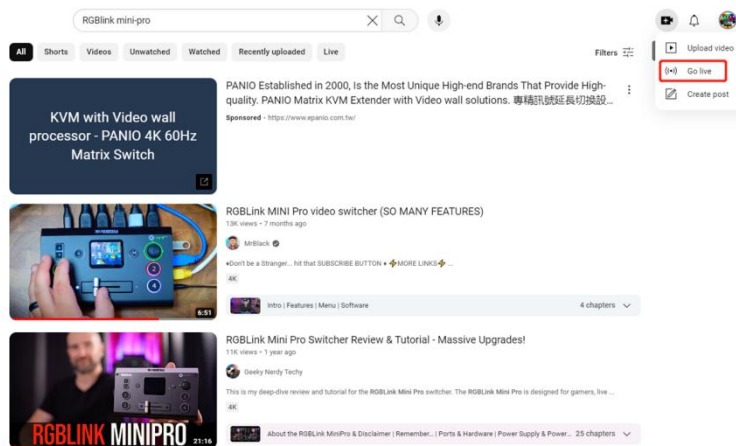 RGBlink mini-pro
Upload video
Go live
Create post
All Shorts Videos Unwatched Watched Recently uploaded Live Filters
KVM with Video wall
processor - PANIO 4K 60Hz
Matrix Switch
PANIO Established in 2000, Is the Most Unique High-end Brands That Provide High-
quality. PANIO Matrix KVM Extender with Video wall solutions. 專精訊號延長切換設...
Sponsored · https://www.epanio.com.tw/
6:51
RGBLink MINI Pro video switcher (SO MANY FEATURES)
13K views • 7 months ago
MrBlack
♦Don't be a Stranger... hit that SUBSCRIBE BUTTON ♦ ⚡MORE LINKS⚡ ...
4K
Intro | Features | Menu | Software 4 chapters
RGBLINK MINIPRO
21:16
RGBLink Mini Pro Switcher Review & Tutorial - Massive Upgrades!
11K views • 1 year ago
Geeky Nerdy Techy
This is my deep-dive review and tutorial for the RGBLink Mini Pro switcher. The RGBLink Mini Pro is designed for gamers, live ...
4K
About the RGBLink MiniPro & Disclaimer | Remember... | Ports & Hardware | Power Supply & Power... 25 chapters